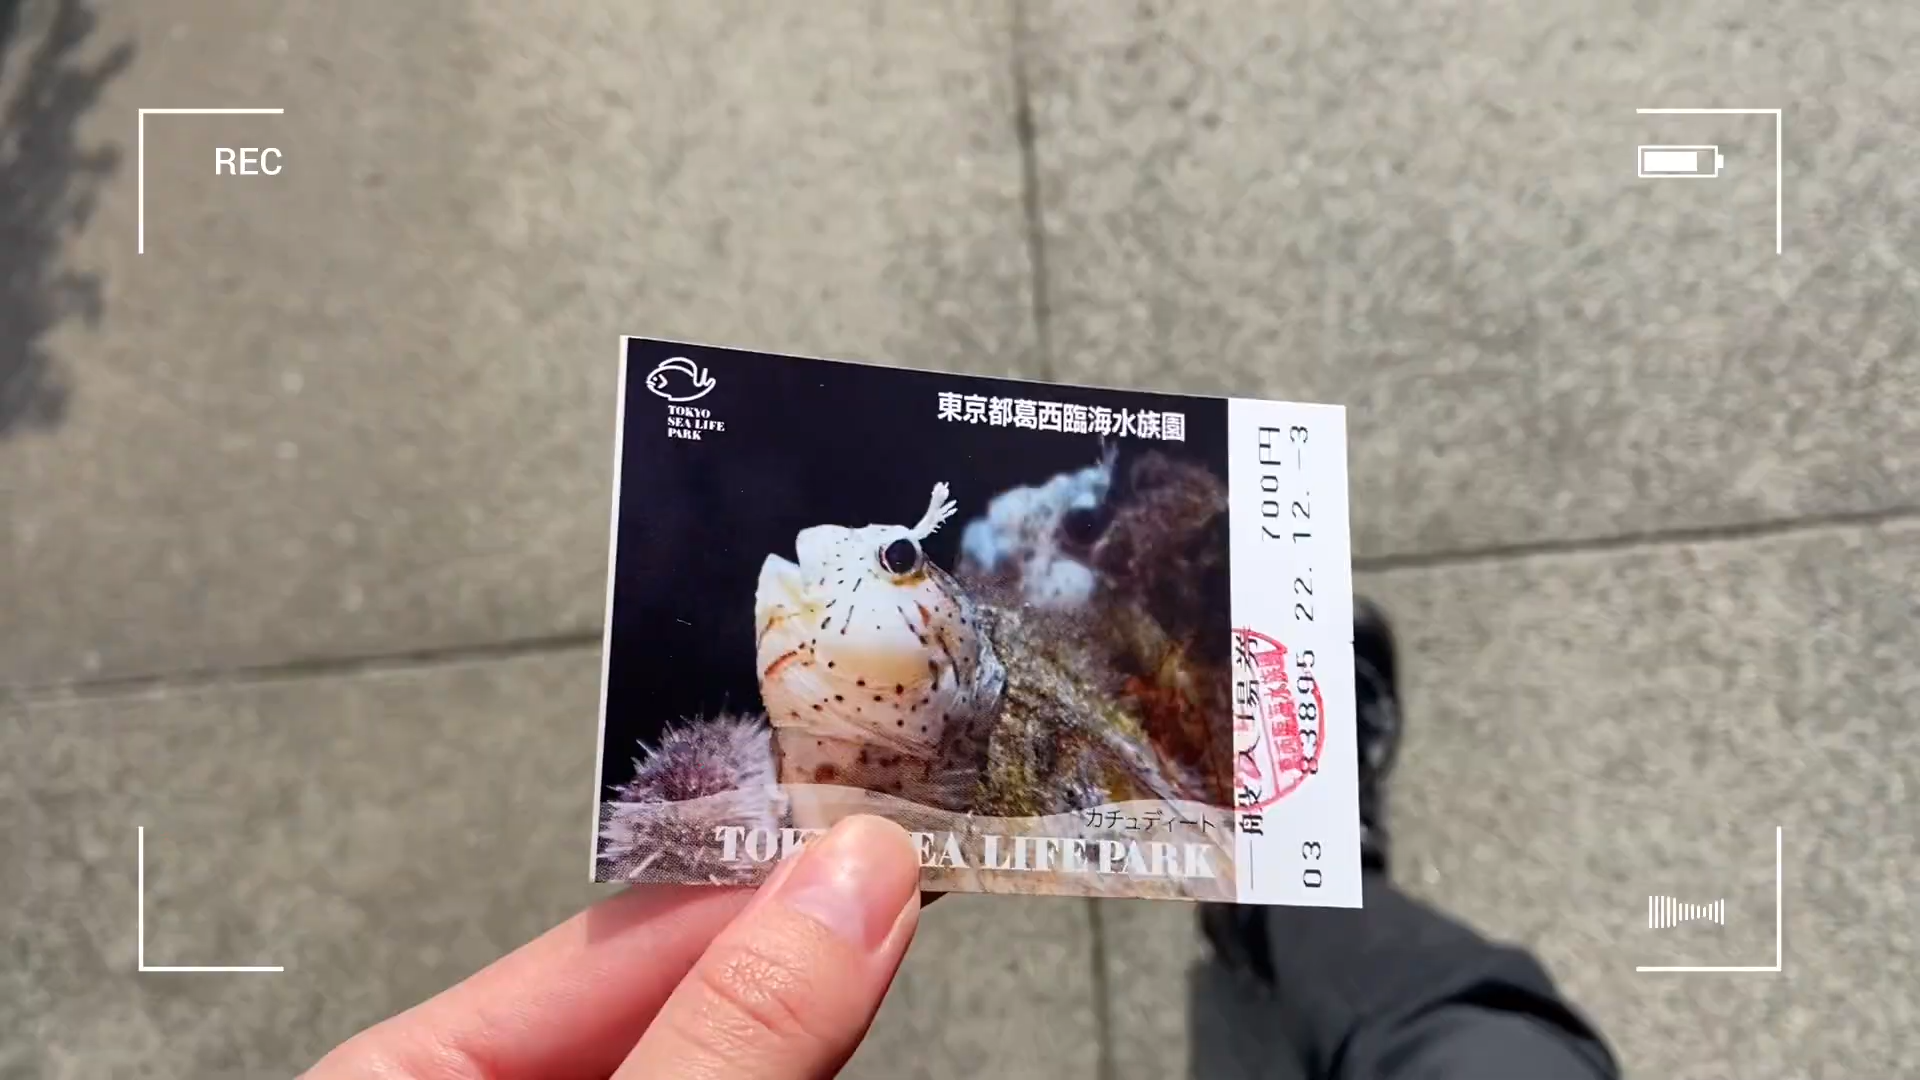 REC
TOKYO
SEA LIFE
PARK
東京都葛西臨海水族園
カチュディート
TOK SEA LIFE PARK
一般入場券 700円
03 83895 22. 12. -3